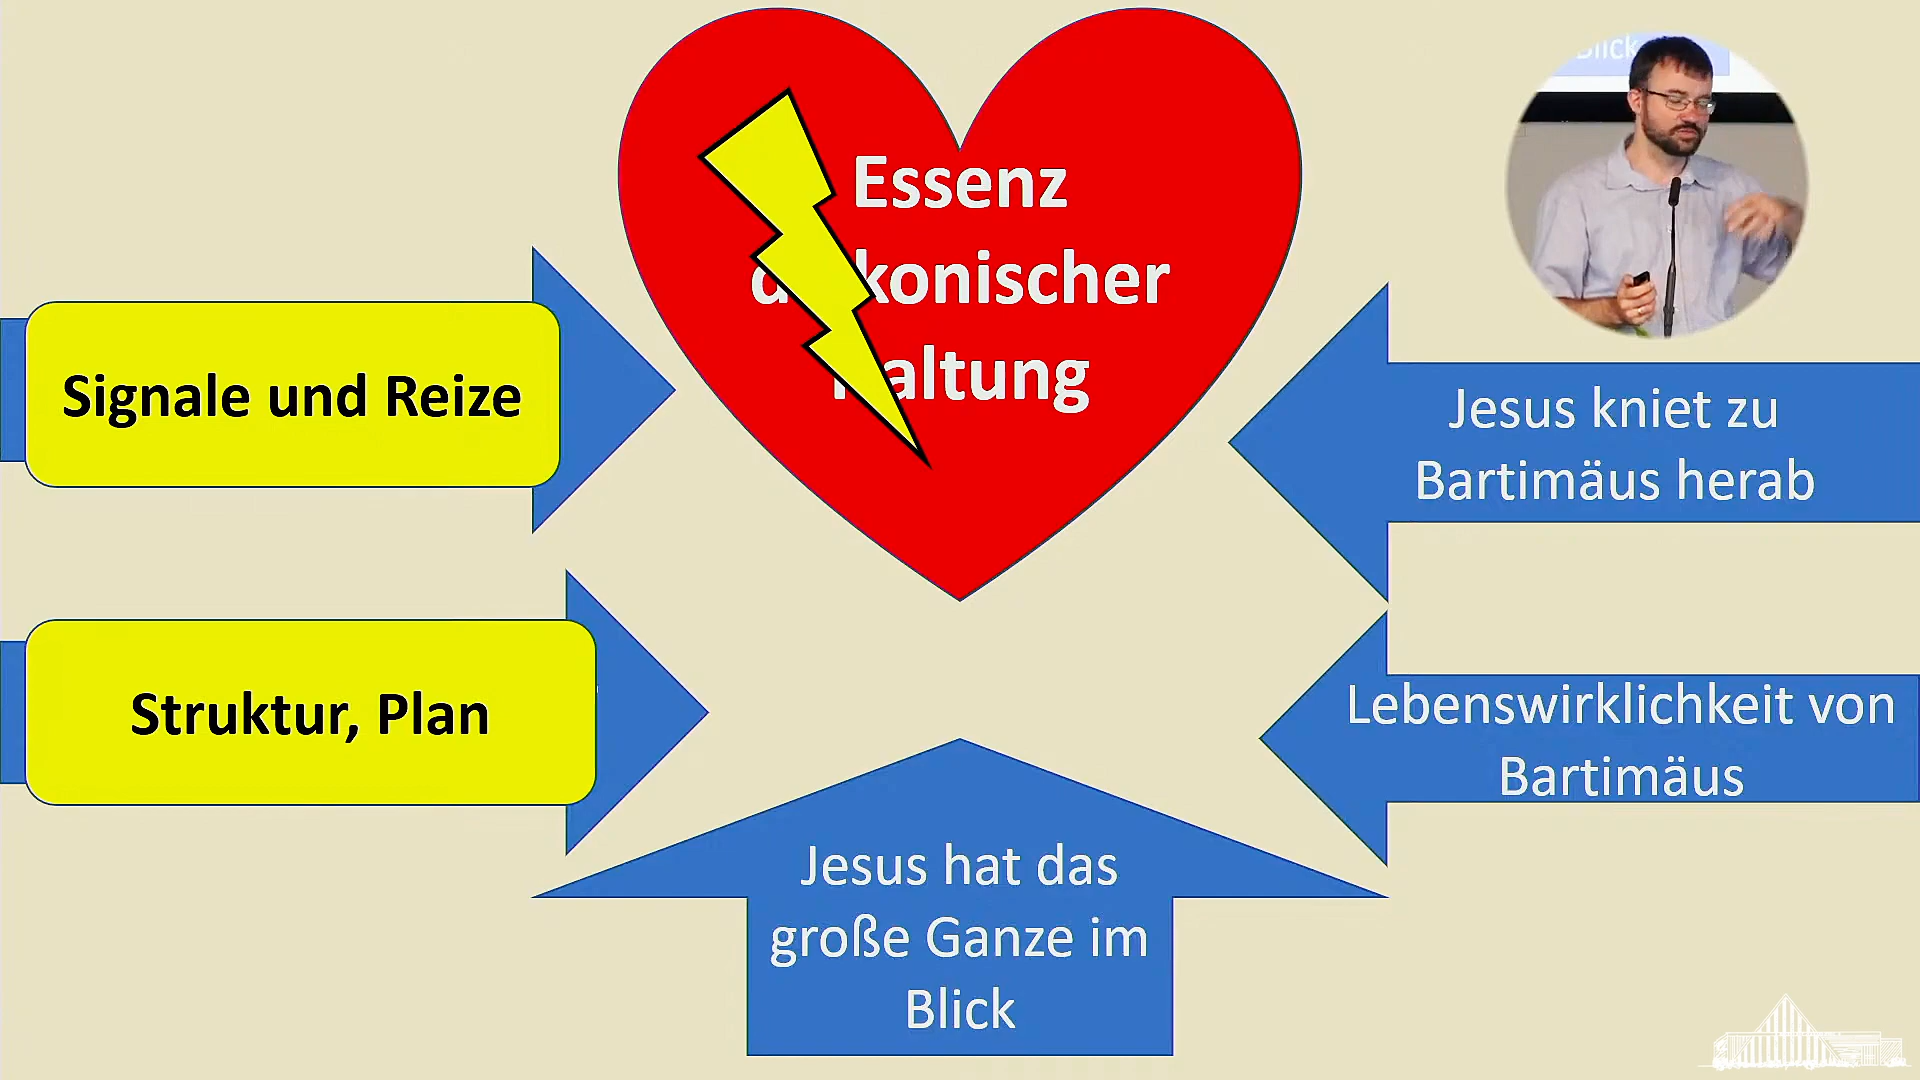 Essenz
d konischer
altung
Signale und Reize
Struktur, Plan
Jesus kniet zu
Bartimäus herab
Lebenswirklichkeit von
Bartimäus
Jesus hat das
große Ganze im
Blick
Blick